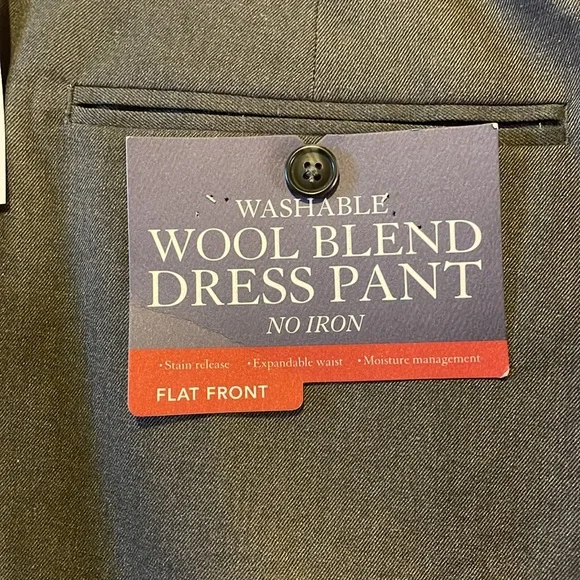 WASHABLE
WOOL BLEND
DRESS PANT
NO IRON
• Stain release • Expandable waist • Moisture management
FLAT FRONT